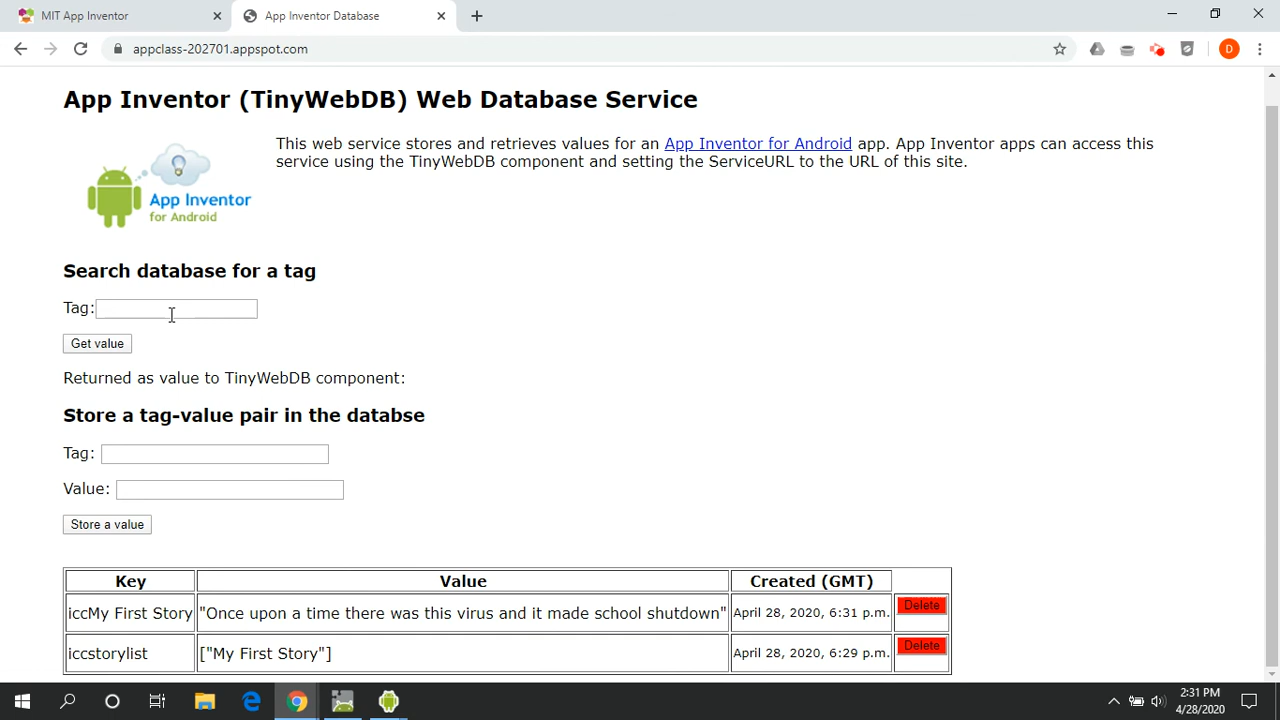 MIT App Inventor
App Inventor Database
appclass-202701.appspot.com
D
App Inventor (TinyWebDB) Web Database Service
This web service stores and retrieves values for an App Inventor for Android app. App Inventor apps can access this
service using the TinyWebDB component and setting the ServiceURL to the URL of this site.
App Inventor
for Android
Search database for a tag
Tag:
Get value
Returned as value to TinyWebDB component:
Store a tag-value pair in the databse
Tag:
Value:
Store a value
Key Value Created (GMT)
iccMy First Story "Once upon a time there was this virus and it made school shutdown" April 28, 2020, 6:31 p.m. Delete
iccstorylist ["My First Story"] April 28, 2020, 6:29 p.m. Delete
2:31 PM
4/28/2020